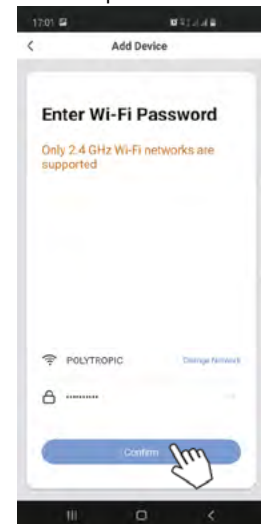 17:01
Add Device
Enter Wi-Fi Password
Only 2.4 GHz Wi-Fi networks are
supported
POLYTROPIC Change Network
Confirm